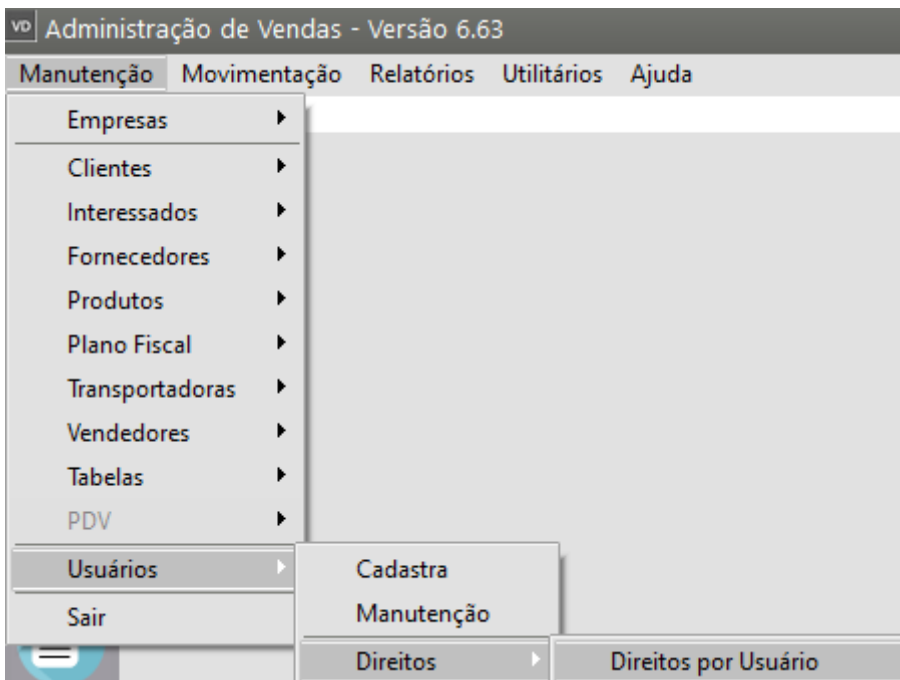 VD Administração de Vendas - Versão 6.63
Manutenção Movimentação Relatórios Utilitários Ajuda
Empresas
Clientes
Interessados
Fornecedores
Produtos
Plano Fiscal
Transportadoras
Vendedores
Tabelas
PDV
Usuários
Sair
Cadastra
Manutenção
Direitos
Direitos por Usuário